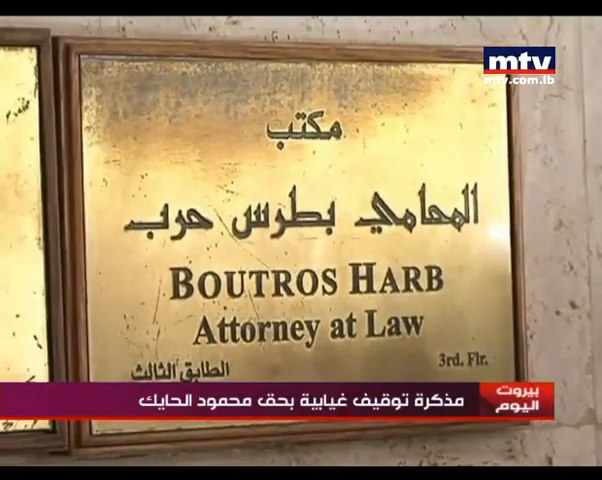 mtv
www.mtv.com.lb
مكتب
المحامي بطرس حرب
BOUTROS HARB
Attorney at Law
3rd. Flr.
الطابق الثالث
بيروت
اليوم
مذكرة توقيف غيابية بحق محمود الحايك